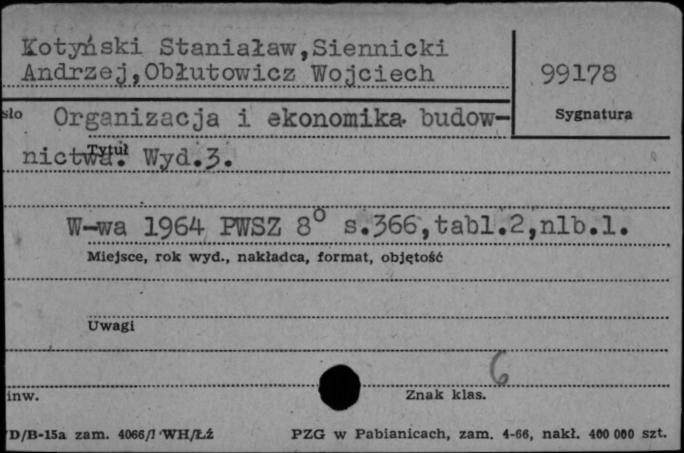 Kotyński Staniaław,Siennicki
Andrzej,Obłutowicz Wojciech
99178
Sygnatura
sło Organizacja i ekonomika budow-
nictwa. Wyd.3.
Tytuł
W-wa 1964 PWSZ 8° s.366,tabl.2,nlb.1.
Miejsce, rok wyd., nakładca, format, objętość
Uwagi
6
inw.
Znak klas.
D/B-15a zam. 4066/I WH/Łź
PZG w Pabianicach, zam. 4-66, nakł. 400 000 szt.